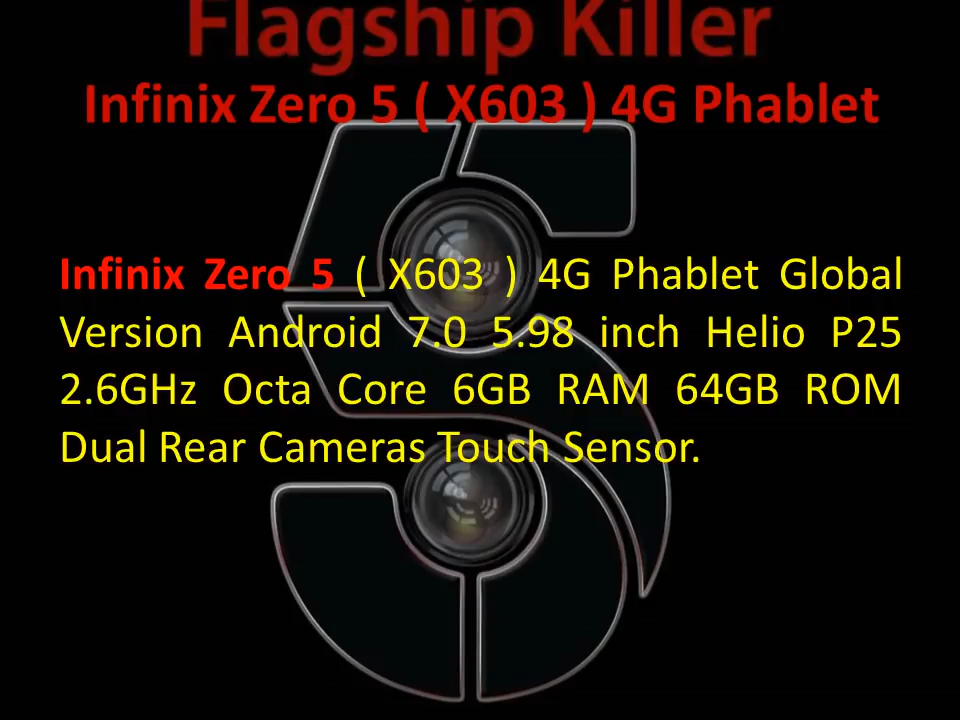 Flagship Killer
Infinix Zero 5 ( X603 ) 4G Phablet
Infinix Zero 5 ( X603 ) 4G Phablet Global
Version Android 7.0 5.98 inch Helio P25
2.6GHz Octa Core 6GB RAM 64GB ROM
Dual Rear Cameras Touch Sensor.